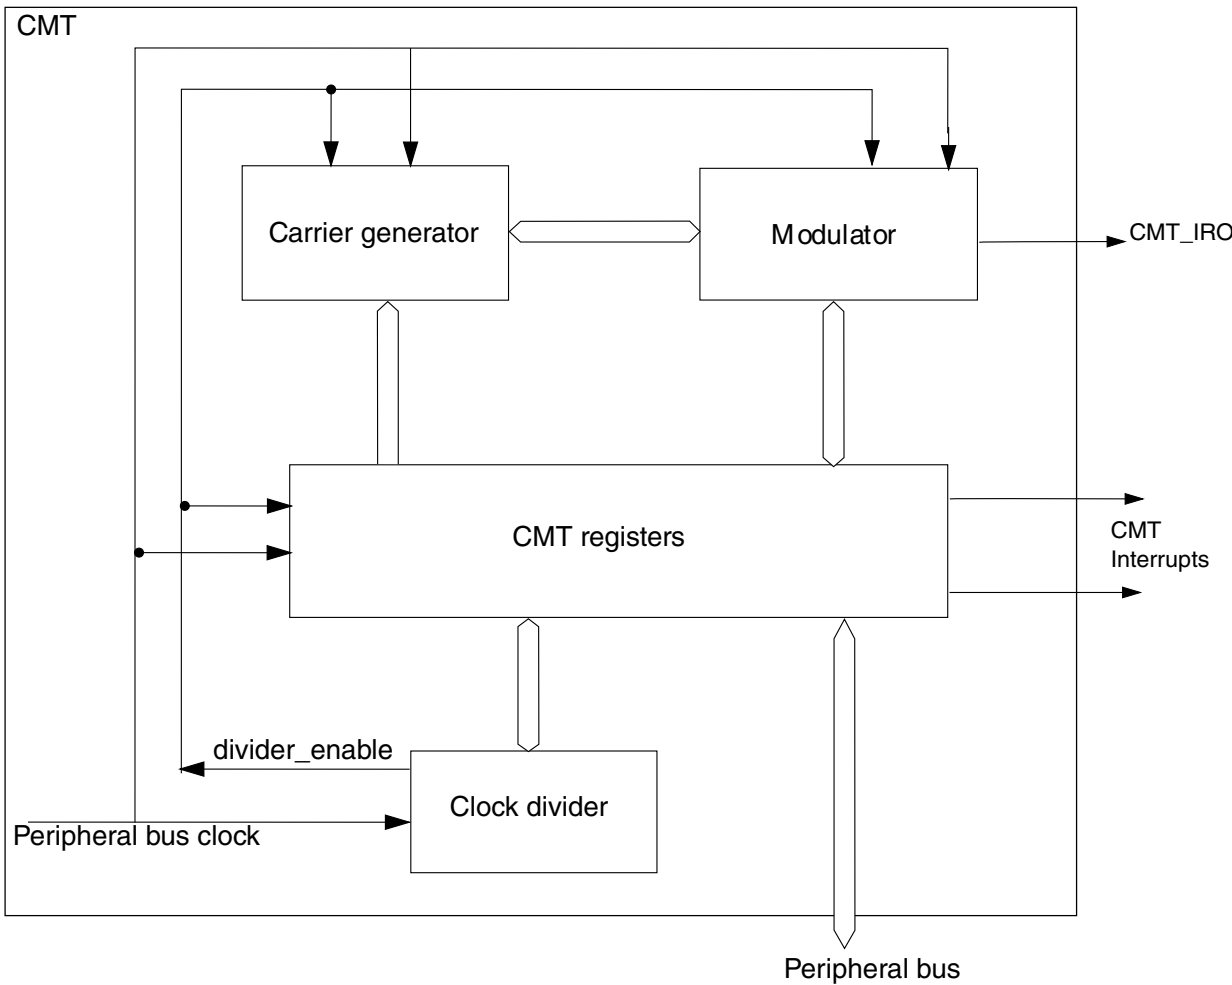 CMT
Carrier generator
Modulator
CMT_IRO
CMT registers
CMT
Interrupts
divider_enable
Clock divider
Peripheral bus clock
Peripheral bus